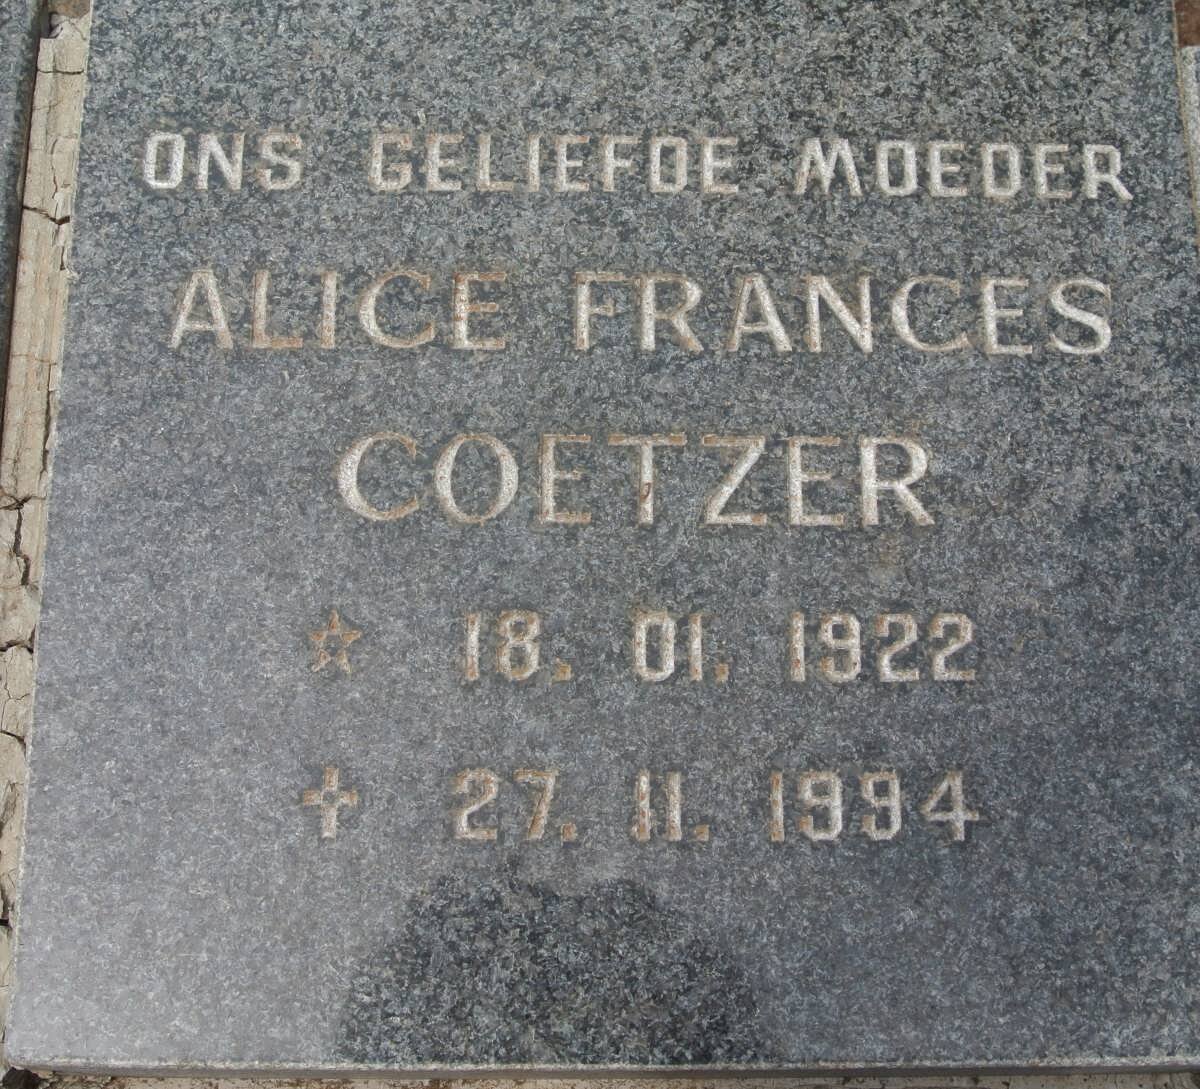 ONS GELIEFDE MOEDER
ALICE FRANCES
COETZER
☆ 18. 01. 1922
✝ 27. 11. 1994